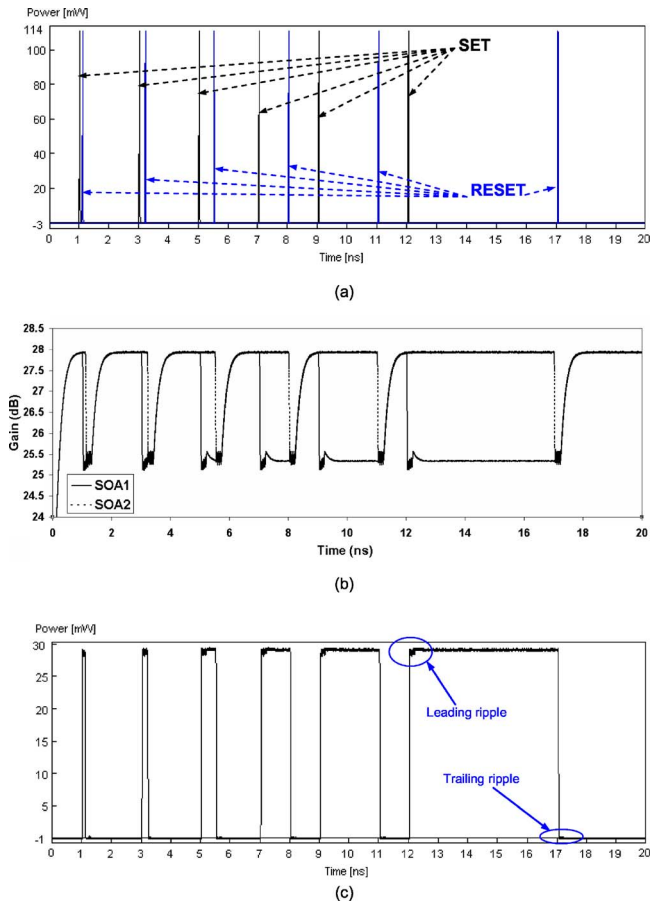 Power [mW]
114
100
80
60
40
20
-3
SET
RESET
0 1 2 3 4 5 6 7 8 9 10 11 12 13 14 15 16 17 18 19 20
Time [ns]
(a)
28.5
28
27.5
27
26.5
26
25.5
25
24.5
24
Gain (dB)
SOA1
SOA2
0 2 4 6 8 10 12 14 16 18 20
Time (ns)
(b)
Power [mW]
30
25
20
15
10
5
-1
Leading ripple
Trailing ripple
0 1 2 3 4 5 6 7 8 9 10 11 12 13 14 15 16 17 18 19 20
Time [ns]
(c)